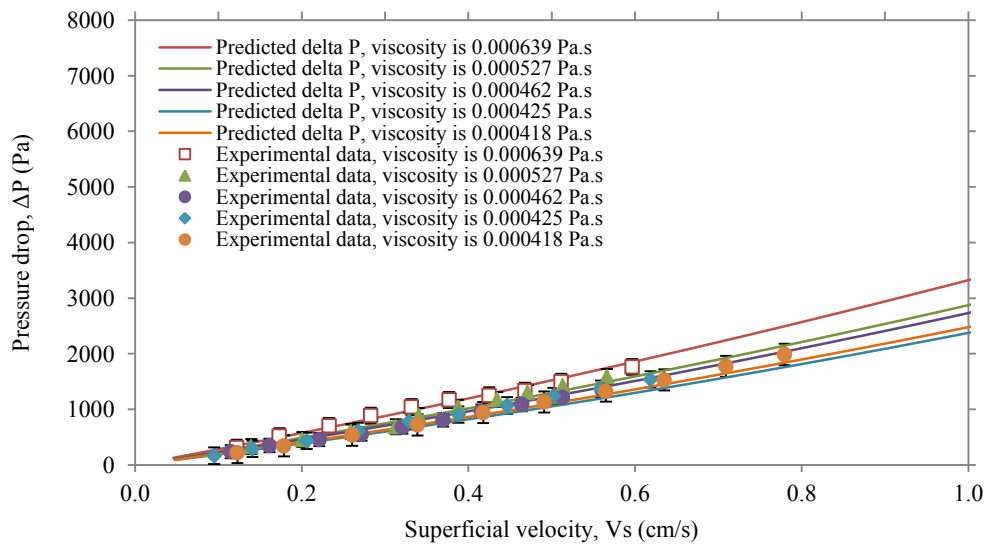 8000
7000
6000
5000
4000
3000
2000
1000
0
Pressure drop, ΔP (Pa)
Predicted delta P, viscosity is 0.000639 Pa.s
Predicted delta P, viscosity is 0.000527 Pa.s
Predicted delta P, viscosity is 0.000462 Pa.s
Predicted delta P, viscosity is 0.000425 Pa.s
Predicted delta P, viscosity is 0.000418 Pa.s
Experimental data, viscosity is 0.000639 Pa.s
Experimental data, viscosity is 0.000527 Pa.s
Experimental data, viscosity is 0.000462 Pa.s
Experimental data, viscosity is 0.000425 Pa.s
Experimental data, viscosity is 0.000418 Pa.s
0.0 0.2 0.4 0.6 0.8 1.0
Superficial velocity, Vs (cm/s)